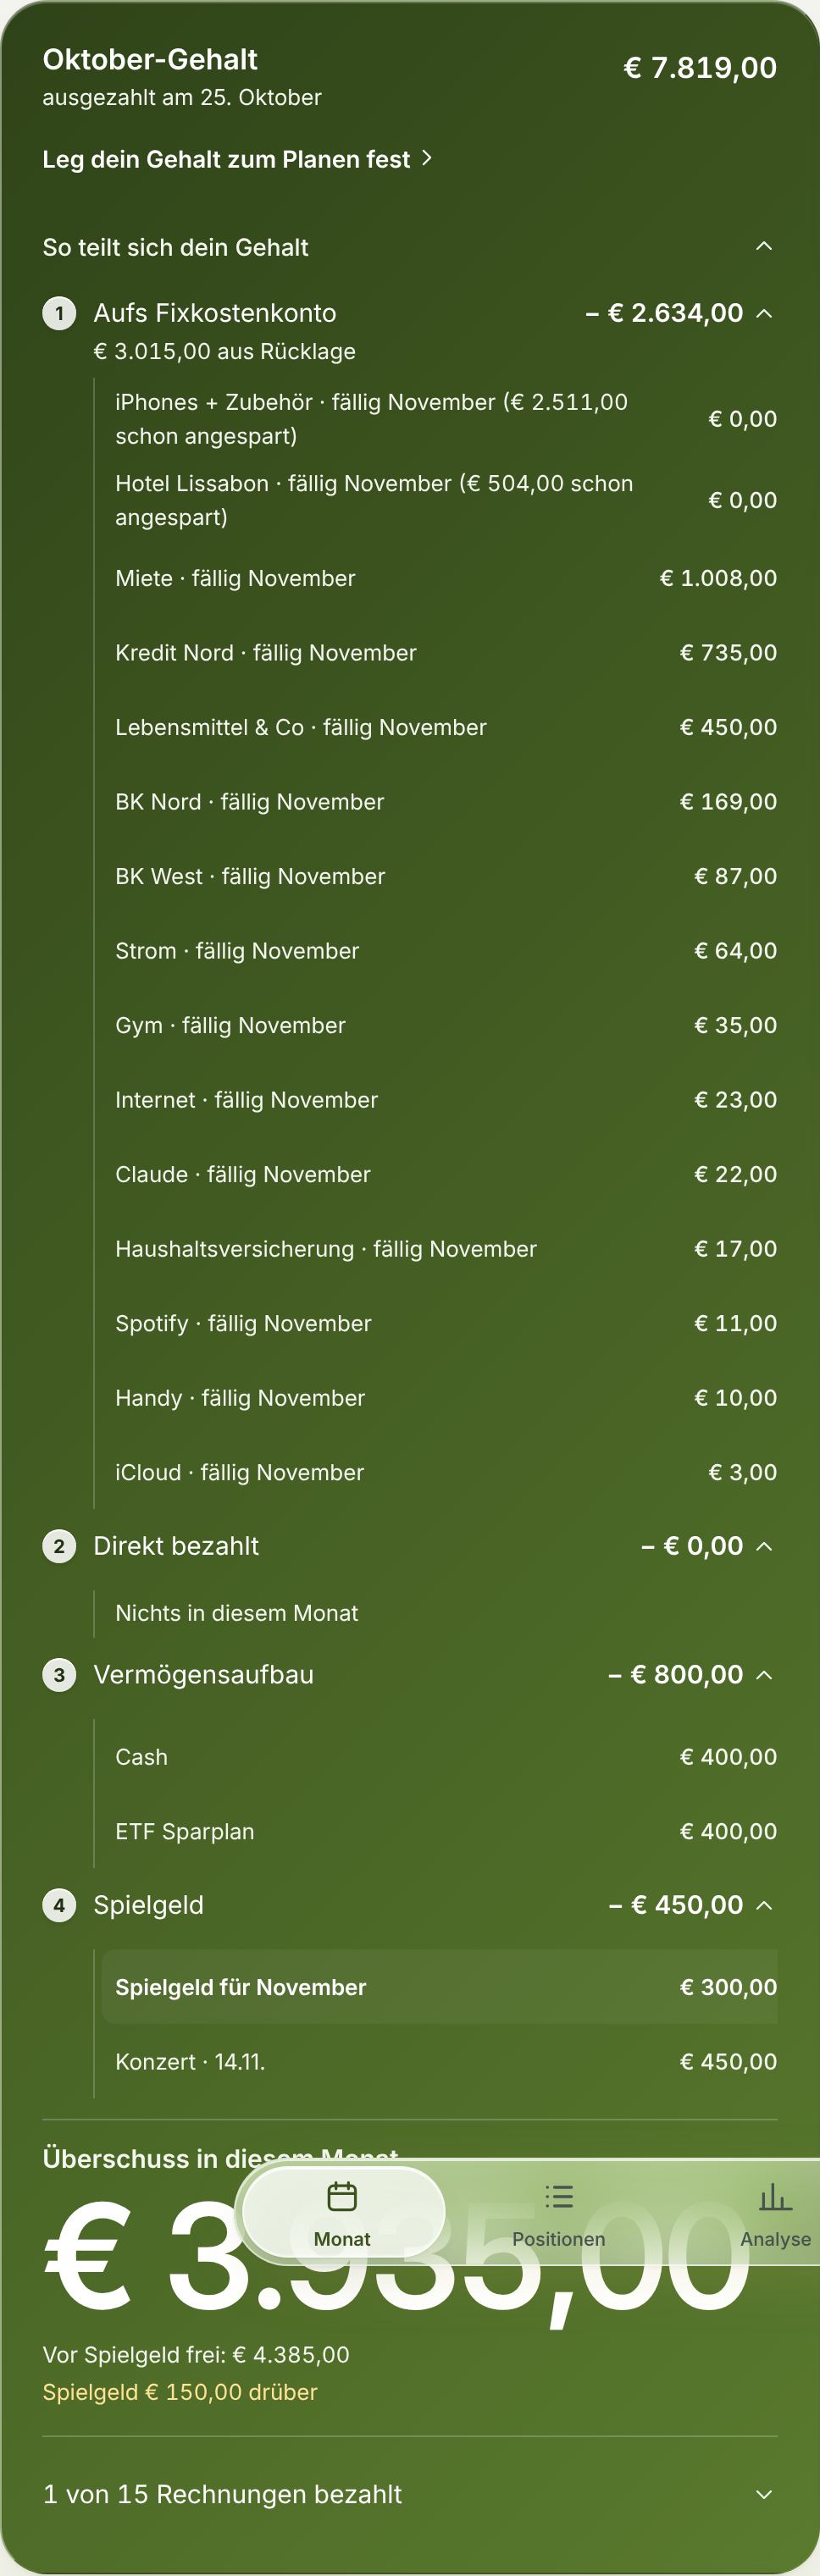 Oktober-Gehalt
€ 7.819,00
ausgezahlt am 25. Oktober
Leg dein Gehalt zum Planen fest
So teilt sich dein Gehalt
1 Aufs Fixkostenkonto – € 2.634,00
€ 3.015,00 aus Rücklage
iPhones + Zubehör · fällig November (€ 2.511,00
schon angespart)
€ 0,00
Hotel Lissabon · fällig November (€ 504,00 schon
angespart)
€ 0,00
Miete · fällig November € 1.008,00
Kredit Nord · fällig November € 735,00
Lebensmittel & Co · fällig November € 450,00
BK Nord · fällig November € 169,00
BK West · fällig November € 87,00
Strom · fällig November € 64,00
Gym · fällig November € 35,00
Internet · fällig November € 23,00
Claude · fällig November € 22,00
Haushaltsversicherung · fällig November € 17,00
Spotify · fällig November € 11,00
Handy · fällig November € 10,00
iCloud · fällig November € 3,00
2 Direkt bezahlt – € 0,00
Nichts in diesem Monat
3 Vermögensaufbau – € 800,00
Cash € 400,00
ETF Sparplan € 400,00
4 Spielgeld – € 450,00
Spielgeld für November € 300,00
Konzert · 14.11. € 450,00
Überschuss in diesem Monat
€ 3.935,00
Monat Positionen Analyse
Vor Spielgeld frei: € 4.385,00
Spielgeld € 150,00 drüber
1 von 15 Rechnungen bezahlt